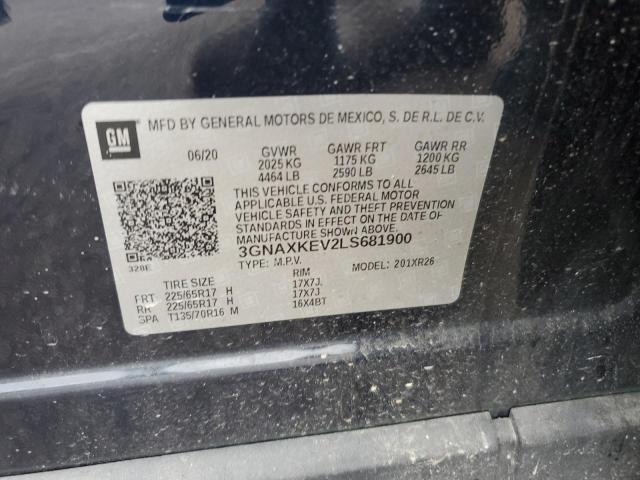 GM MFD BY GENERAL MOTORS DE MEXICO, S. DE R.L. DE C.V.
06/20 GVWR GAWR FRT GAWR RR
2025 KG 1175 KG 1200 KG
4464 LB 2590 LB 2645 LB
THIS VEHICLE CONFORMS TO ALL
APPLICABLE U.S. FEDERAL MOTOR
VEHICLE SAFETY AND THEFT PREVENTION
STANDARDS IN EFFECT ON THE DATE OF
MANUFACTURE SHOWN ABOVE.
3GNAXKEV2LS681900
328E TYPE: M.P.V. MODEL: 201XR26
TIRE SIZE RIM
FRT 225/65R17 H 17X7J.
RR 225/65R17 H 17X7J
SPA T135/70R16 M 16X4BT